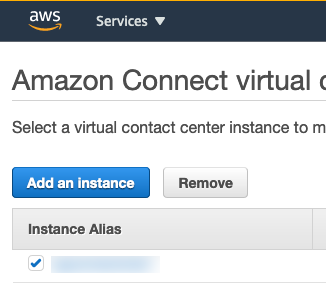 aws
Services
Amazon Connect virtual
Select a virtual contact center instance to
Add an instance
Remove
Instance Alias